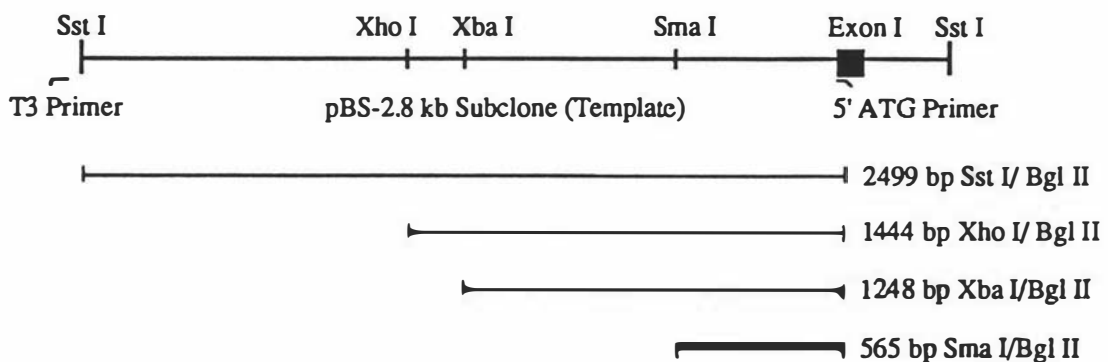 Sst I Xho I Xba I Sma I Exon I Sst I
T3 Primer pBS-2.8 kb Subclone (Template) 5' ATG Primer
2499 bp Sst I/ Bgl II
1444 bp Xho I/ Bgl II
1248 bp Xba I/Bgl II
565 bp Sma I/Bgl II